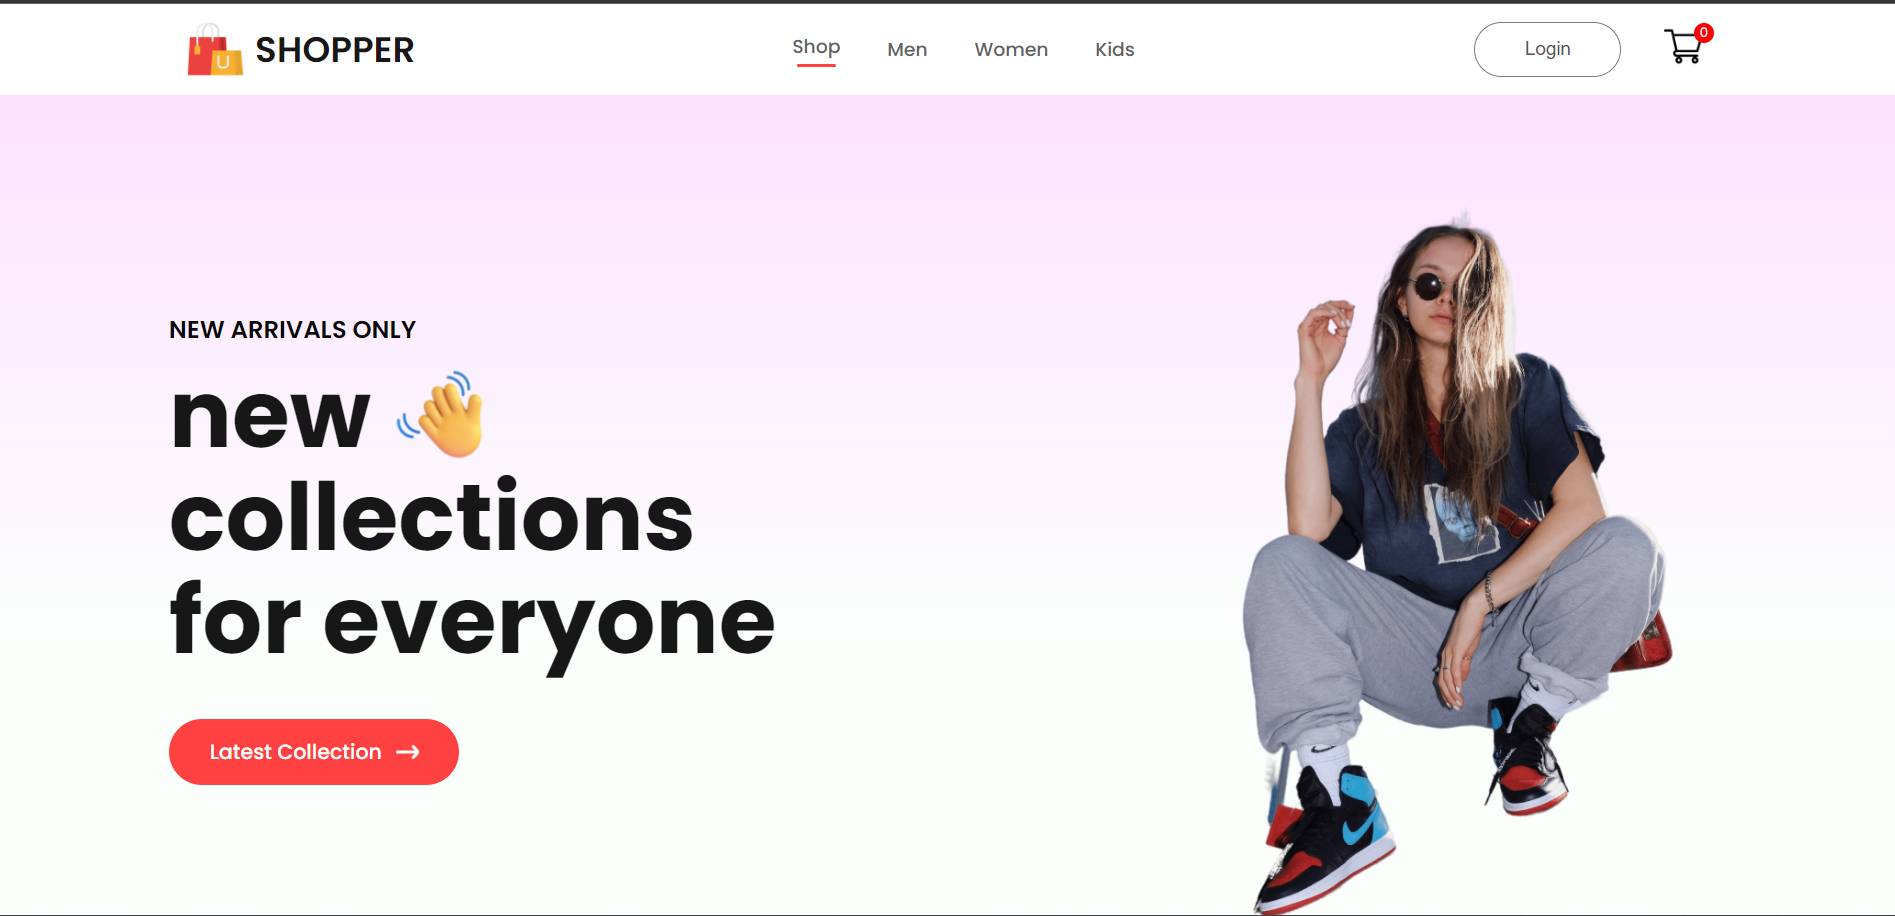 SHOPPER
Shop Men Women Kids
Login
0
U
NEW ARRIVALS ONLY
new 👋
collections
for everyone
Latest Collection →